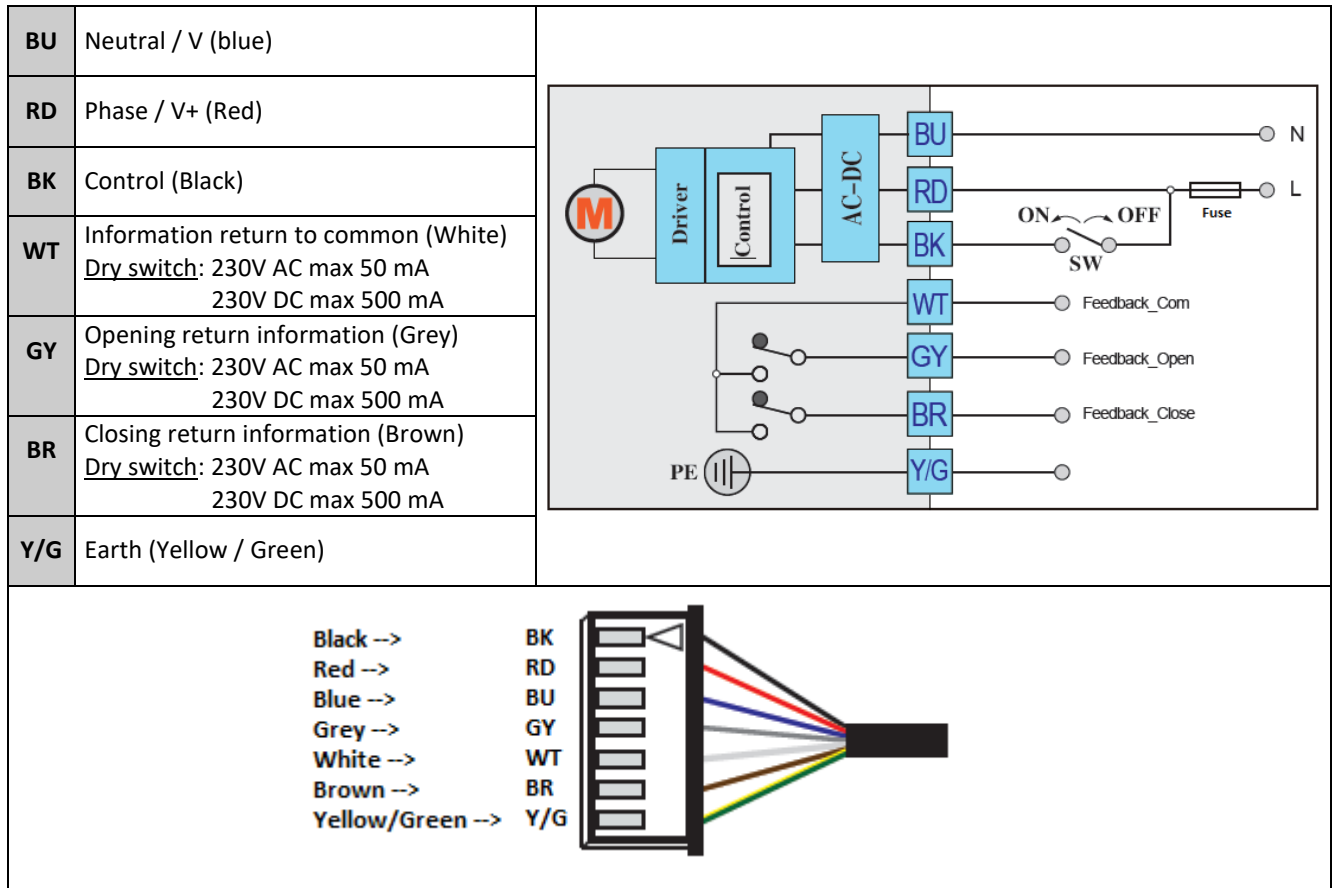 BU Neutral / V (blue)
RD Phase / V+ (Red)
BK Control (Black)
WT Information return to common (White)
Dry switch: 230V AC max 50 mA
230V DC max 500 mA
GY Opening return information (Grey)
Dry switch: 230V AC max 50 mA
230V DC max 500 mA
BR Closing return information (Brown)
Dry switch: 230V AC max 50 mA
230V DC max 500 mA
Y/G Earth (Yellow / Green)
M
Driver
Control
AC-DC
BU
N
RD
L
Fuse
ON
OFF
BK
SW
WT
Feedback_Com
GY
Feedback_Open
BR
Feedback_Close
PE
Y/G
Black --> BK
Red --> RD
Blue --> BU
Grey --> GY
White --> WT
Brown --> BR
Yellow/Green --> Y/G